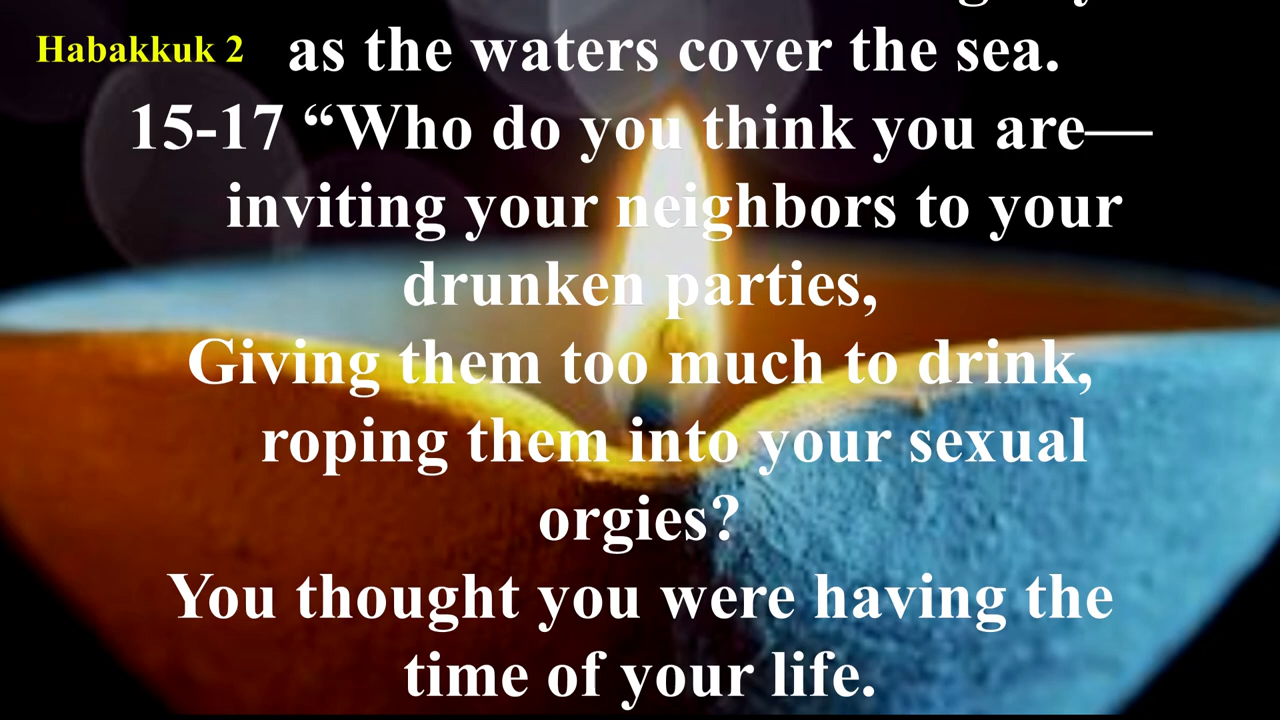 Habakkuk 2
as the waters cover the sea.
15-17 “Who do you think you are—
inviting your neighbors to your
drunken parties,
Giving them too much to drink,
roping them into your sexual
orgies?
You thought you were having the
time of your life.